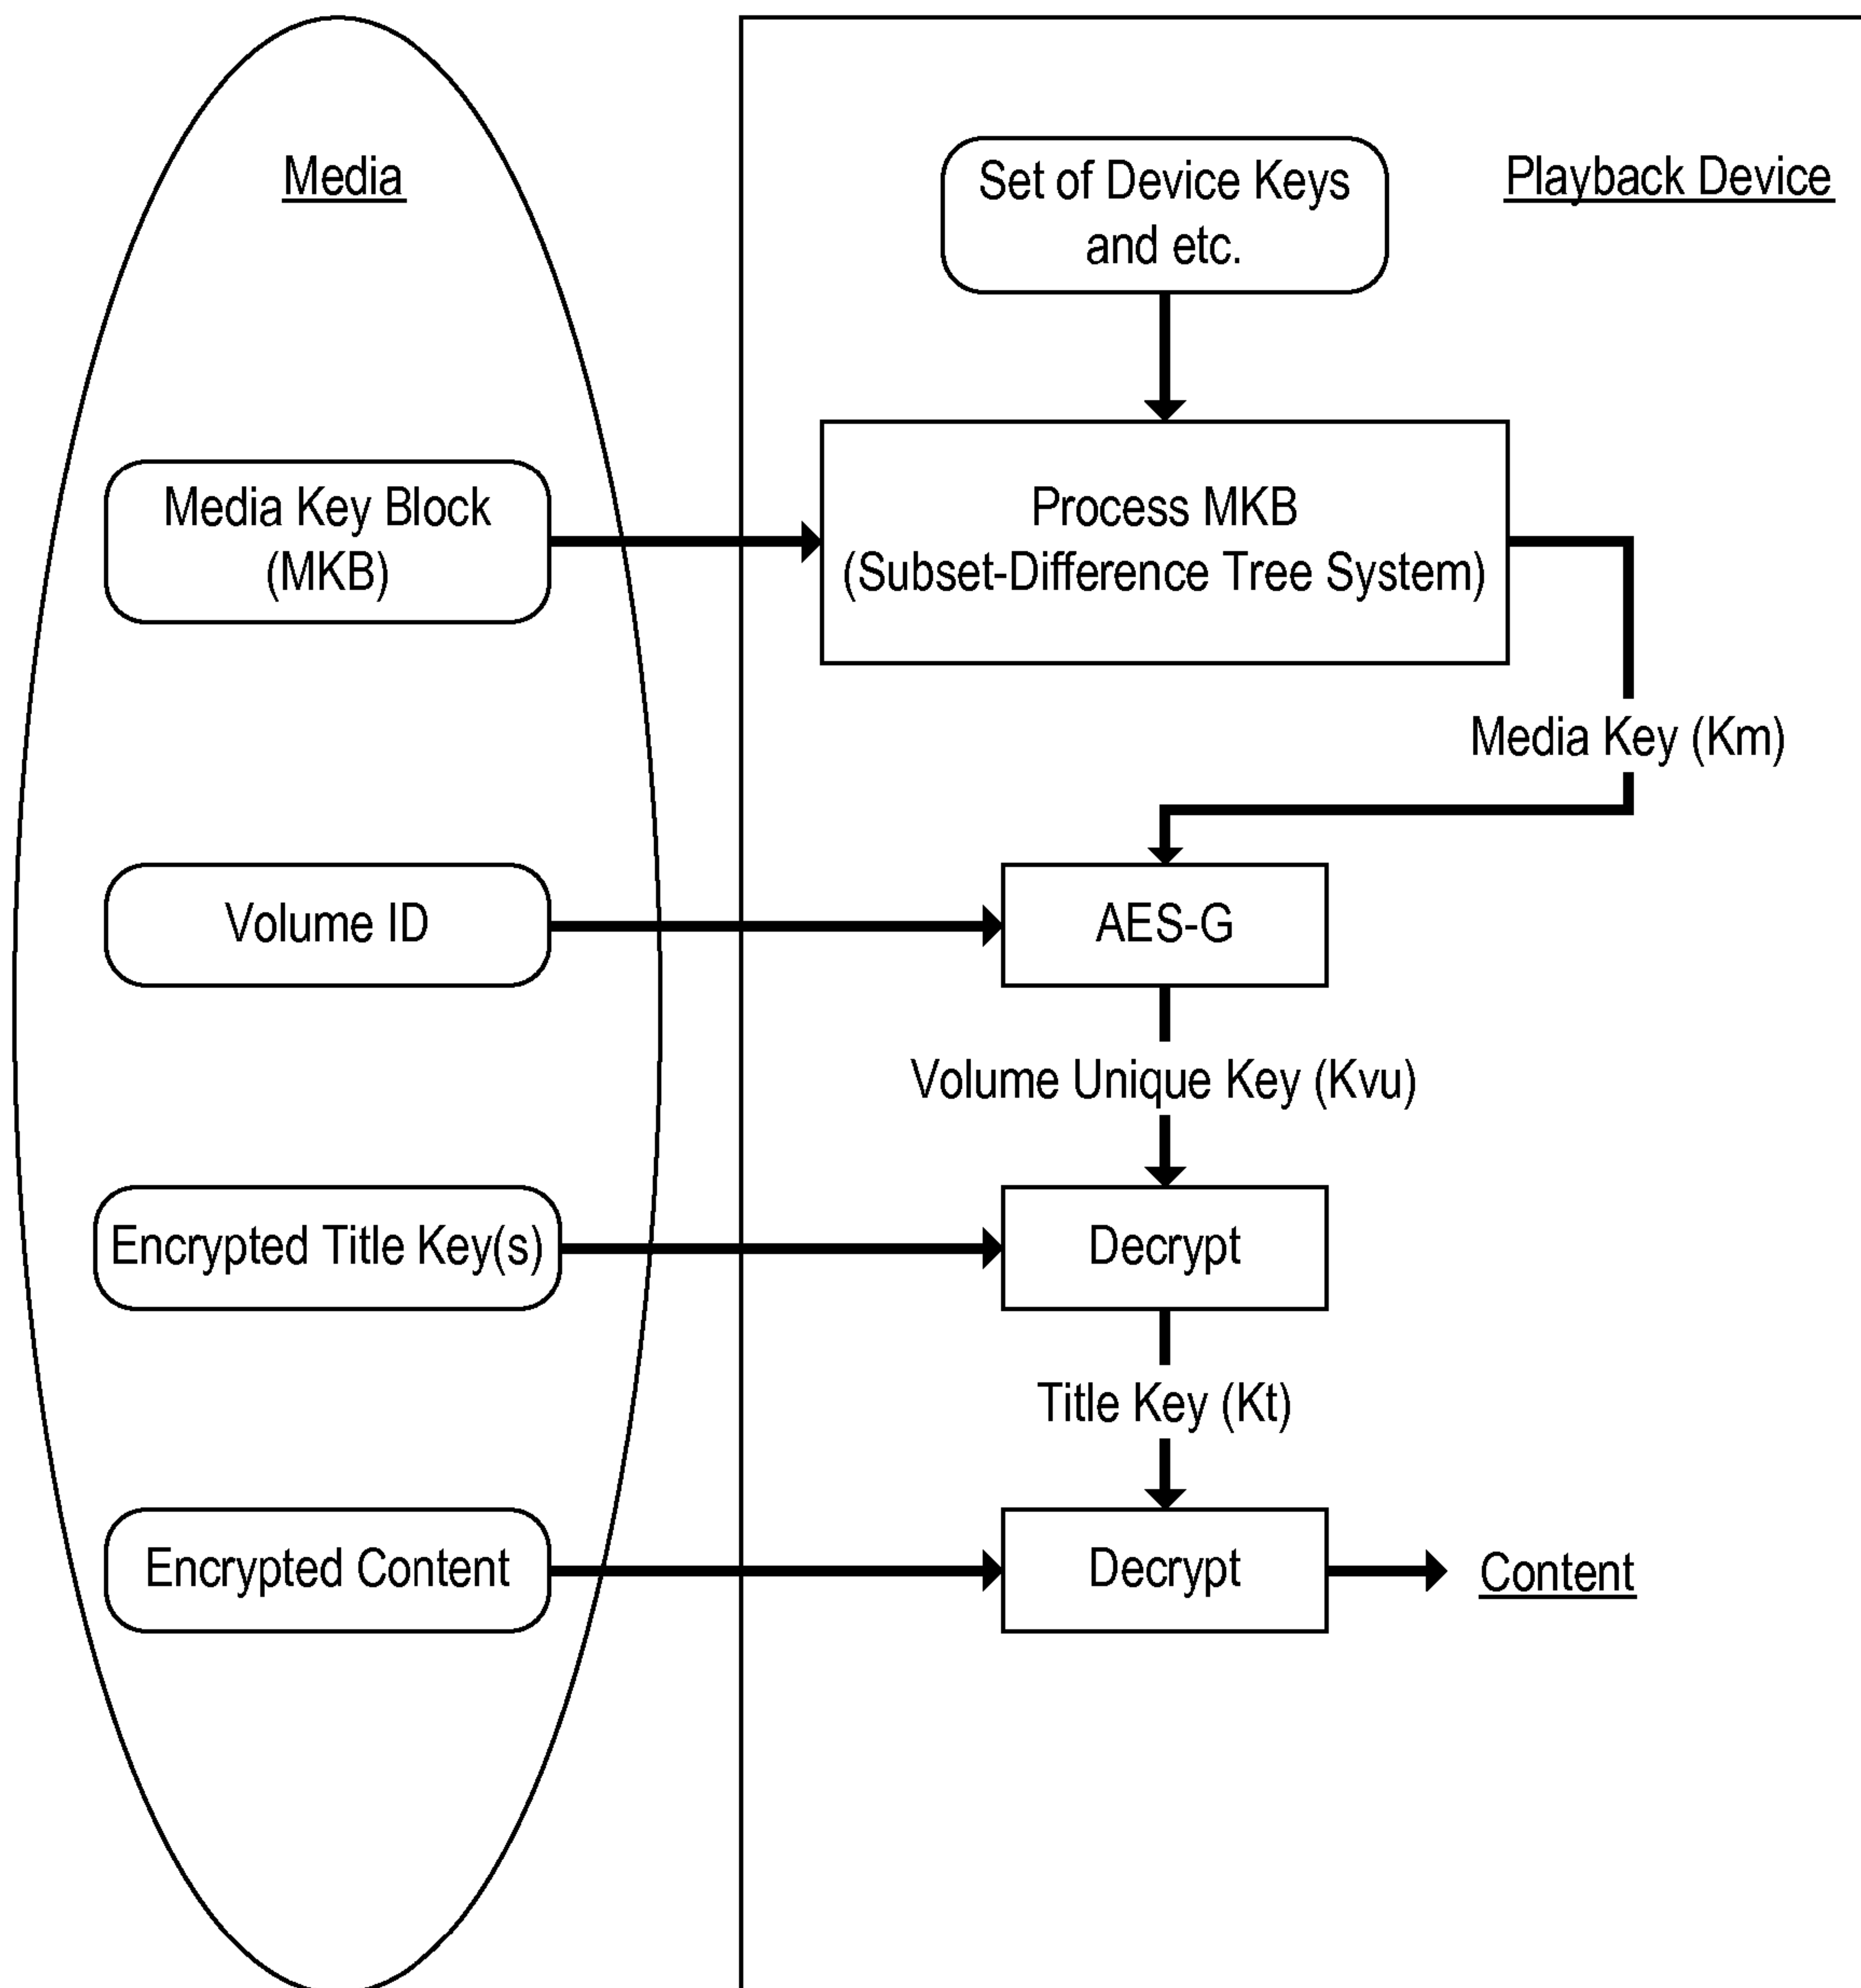 Media
Set of Device Keys
and etc.
Playback Device
Media Key Block
(MKB)
Process MKB
(Subset-Difference Tree System)
Media Key (Km)
Volume ID
AES-G
Volume Unique Key (Kvu)
Encrypted Title Key(s)
Decrypt
Title Key (Kt)
Encrypted Content
Decrypt
Content